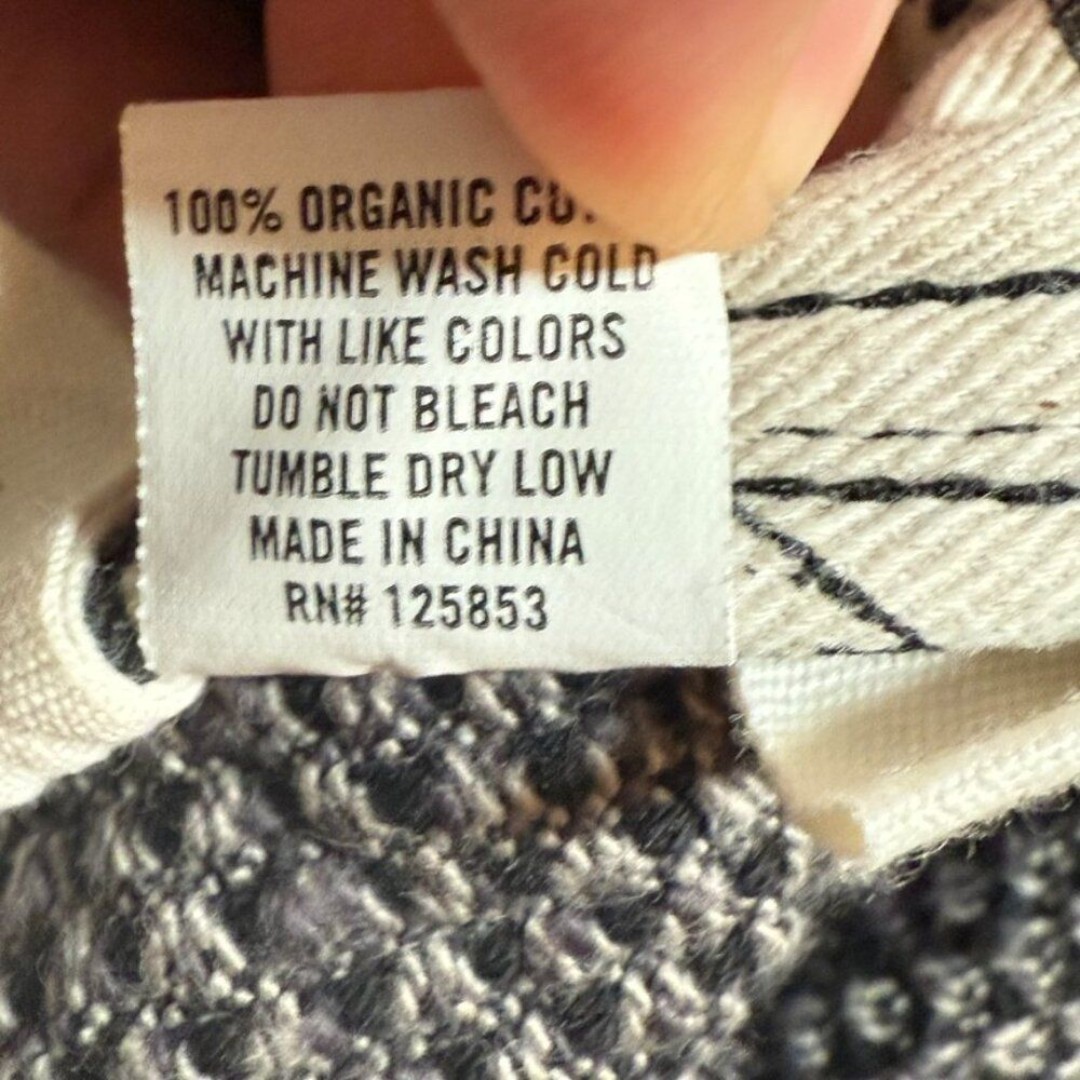 100% ORGANIC
MACHINE WASH COLD
WITH LIKE COLORS
DO NOT BLEACH
TUMBLE DRY LOW
MADE IN CHINA
RN# 125853